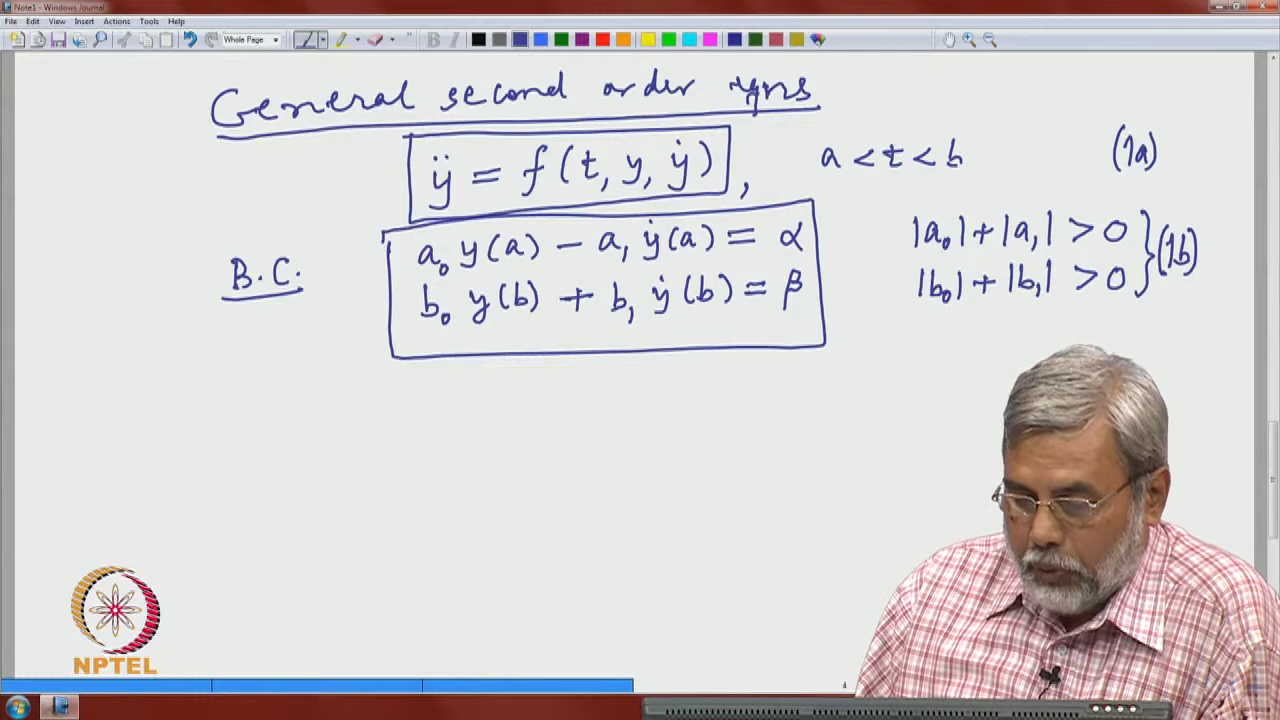 Note1 - Windows Journal
File Edit View Insert Actions Tools Help
Whole Page
B I
General second order eqns
ÿ = f(t, y, ẏ), a < t < b (1a)
B.C.
a₀ y(a) − a₁ ẏ(a) = α |a₀| + |a₁| > 0
b₀ y(b) + b₁ ẏ(b) = β |b₀| + |b₁| > 0
(1b)
NPTEL
4